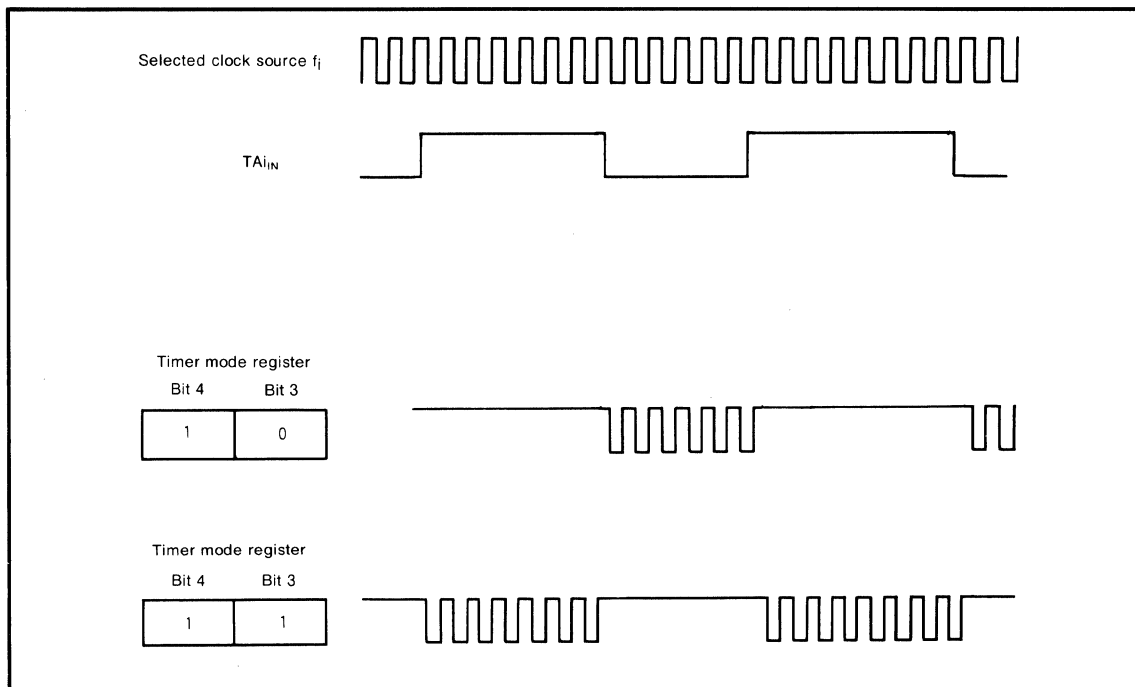 Selected clock source fi
TAiIN
Timer mode register
Bit 4 Bit 3
1 0
Timer mode register
Bit 4 Bit 3
1 1